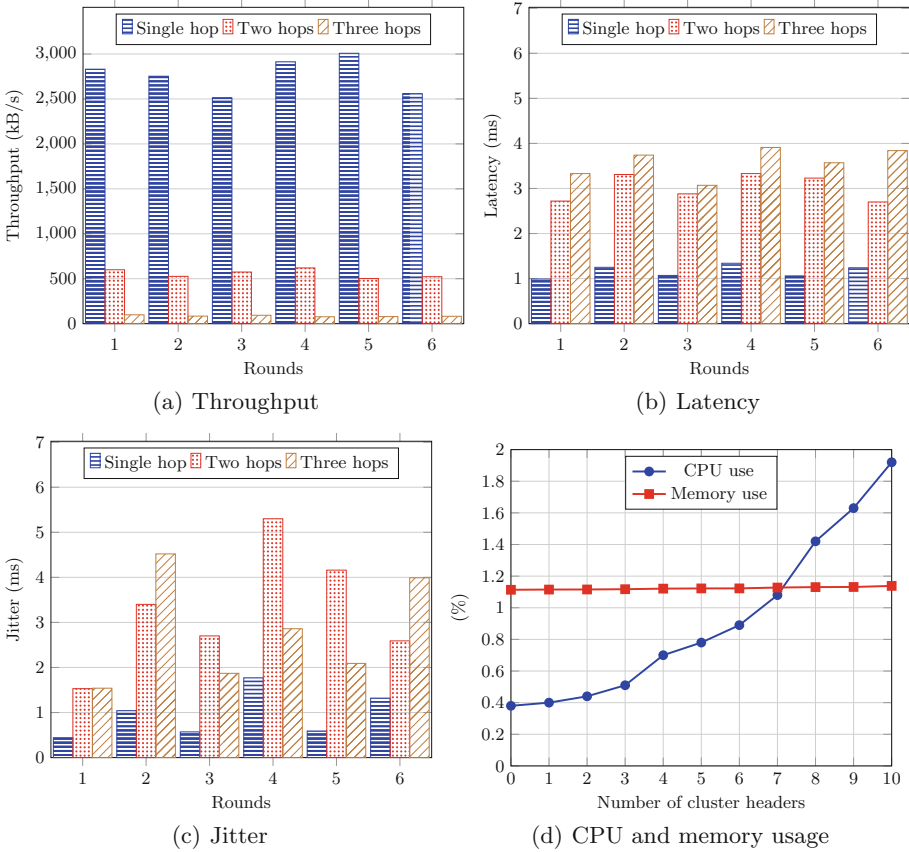 Single hop Two hops Three hops
3,000
2,500
2,000
1,500
1,000
500
0
Throughput (kB/s)
1 2 3 4 5 6
Rounds
(a) Throughput
Single hop Two hops Three hops
7
6
5
4
3
2
1
0
Latency (ms)
1 2 3 4 5 6
Rounds
(b) Latency
Single hop Two hops Three hops
7
6
5
4
3
2
1
0
Jitter (ms)
1 2 3 4 5 6
Rounds
(c) Jitter
CPU use
Memory use
2
1.8
1.6
1.4
1.2
1
0.8
0.6
0.4
0.2
0
(%)
0 1 2 3 4 5 6 7 8 9 10
Number of cluster headers
(d) CPU and memory usage